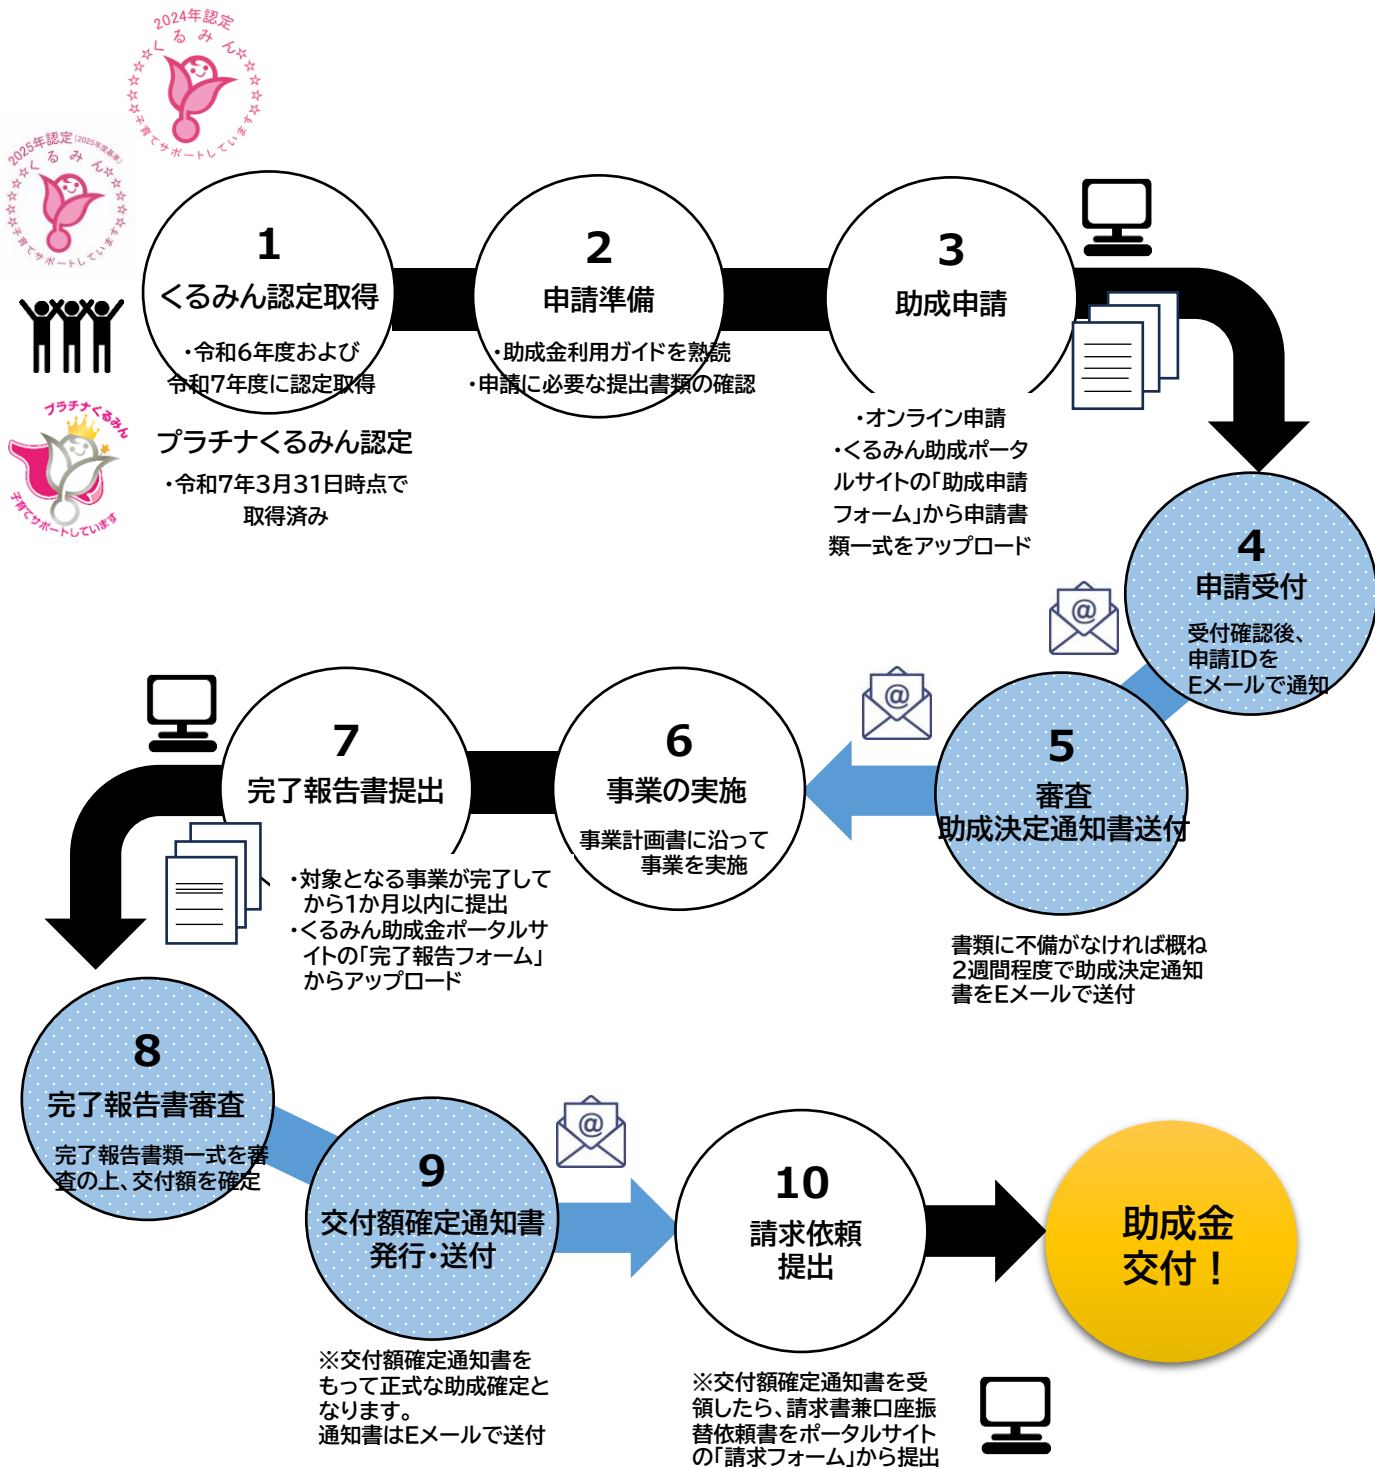 2024年認定
くるみん
子育てサポートしています
2025年認定(2025年度基準)
くるみん
子育てサポートしています
1
くるみん認定取得
・令和6年度および
令和7年度に認定取得
プラチナくるみん
子育てサポートしています
プラチナくるみん認定
・令和7年3月31日時点で
取得済み
2
申請準備
・助成金利用ガイドを熟読
・申請に必要な提出書類の確認
3
助成申請
・オンライン申請
・くるみん助成ポータ
ルサイトの「助成申請
フォーム」から申請書
類一式をアップロード
4
申請受付
受付確認後、
申請IDを
Eメールで通知
@
5
審査
助成決定通知書送付
書類に不備がなければ概ね
2週間程度で助成決定通知
書をEメールで送付
@
6
事業の実施
事業計画書に沿って
事業を実施
7
完了報告書提出
・対象となる事業が完了して
から1か月以内に提出
・くるみん助成金ポータルサ
イトの「完了報告フォーム」
からアップロード
8
完了報告書審査
完了報告書類一式を審
査の上、交付額を確定
9
交付額確定通知書
発行・送付
※交付額確定通知書を
もって正式な助成確定と
なります。
通知書はEメールで送付
@
10
請求依頼
提出
※交付額確定通知書を受
領したら、請求書兼口座振
替依頼書をポータルサイト
の「請求フォーム」から提出
助成金
交付！